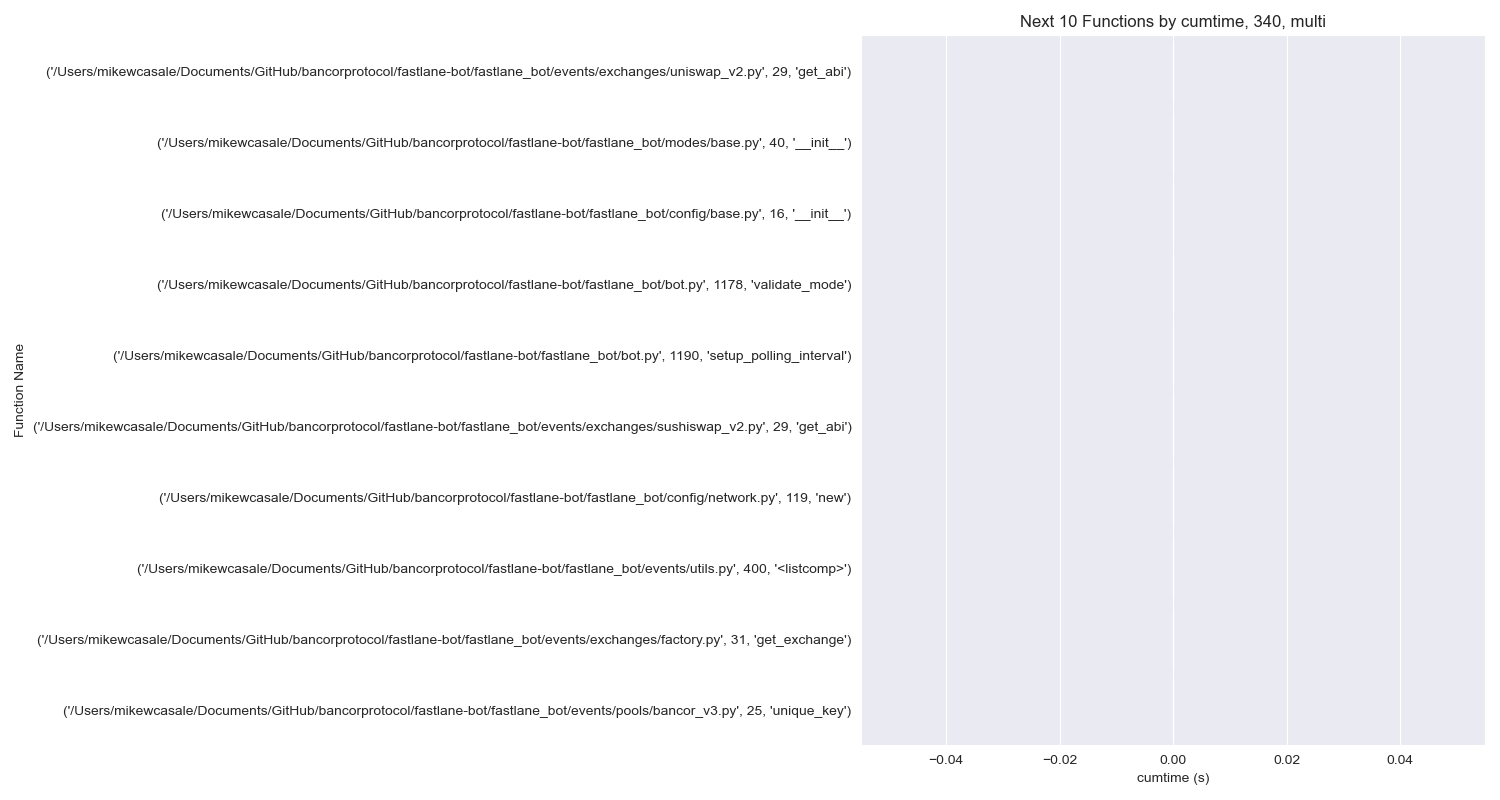 Next 10 Functions by cumtime, 340, multi
('/Users/mikewcasale/Documents/GitHub/bancorprotocol/fastlane-bot/fastlane_bot/events/exchanges/uniswap_v2.py', 29, 'get_abi')
('/Users/mikewcasale/Documents/GitHub/bancorprotocol/fastlane-bot/fastlane_bot/modes/base.py', 40, '__init__')
('/Users/mikewcasale/Documents/GitHub/bancorprotocol/fastlane-bot/fastlane_bot/config/base.py', 16, '__init__')
('/Users/mikewcasale/Documents/GitHub/bancorprotocol/fastlane-bot/fastlane_bot/bot.py', 1178, 'validate_mode')
('/Users/mikewcasale/Documents/GitHub/bancorprotocol/fastlane-bot/fastlane_bot/bot.py', 1190, 'setup_polling_interval')
Function Name
('/Users/mikewcasale/Documents/GitHub/bancorprotocol/fastlane-bot/fastlane_bot/events/exchanges/sushiswap_v2.py', 29, 'get_abi')
('/Users/mikewcasale/Documents/GitHub/bancorprotocol/fastlane-bot/fastlane_bot/config/network.py', 119, 'new')
('/Users/mikewcasale/Documents/GitHub/bancorprotocol/fastlane-bot/fastlane_bot/events/utils.py', 400, '<listcomp>')
('/Users/mikewcasale/Documents/GitHub/bancorprotocol/fastlane-bot/fastlane_bot/events/exchanges/factory.py', 31, 'get_exchange')
('/Users/mikewcasale/Documents/GitHub/bancorprotocol/fastlane-bot/fastlane_bot/events/pools/bancor_v3.py', 25, 'unique_key')
−0.04 −0.02 0.00 0.02 0.04
cumtime (s)